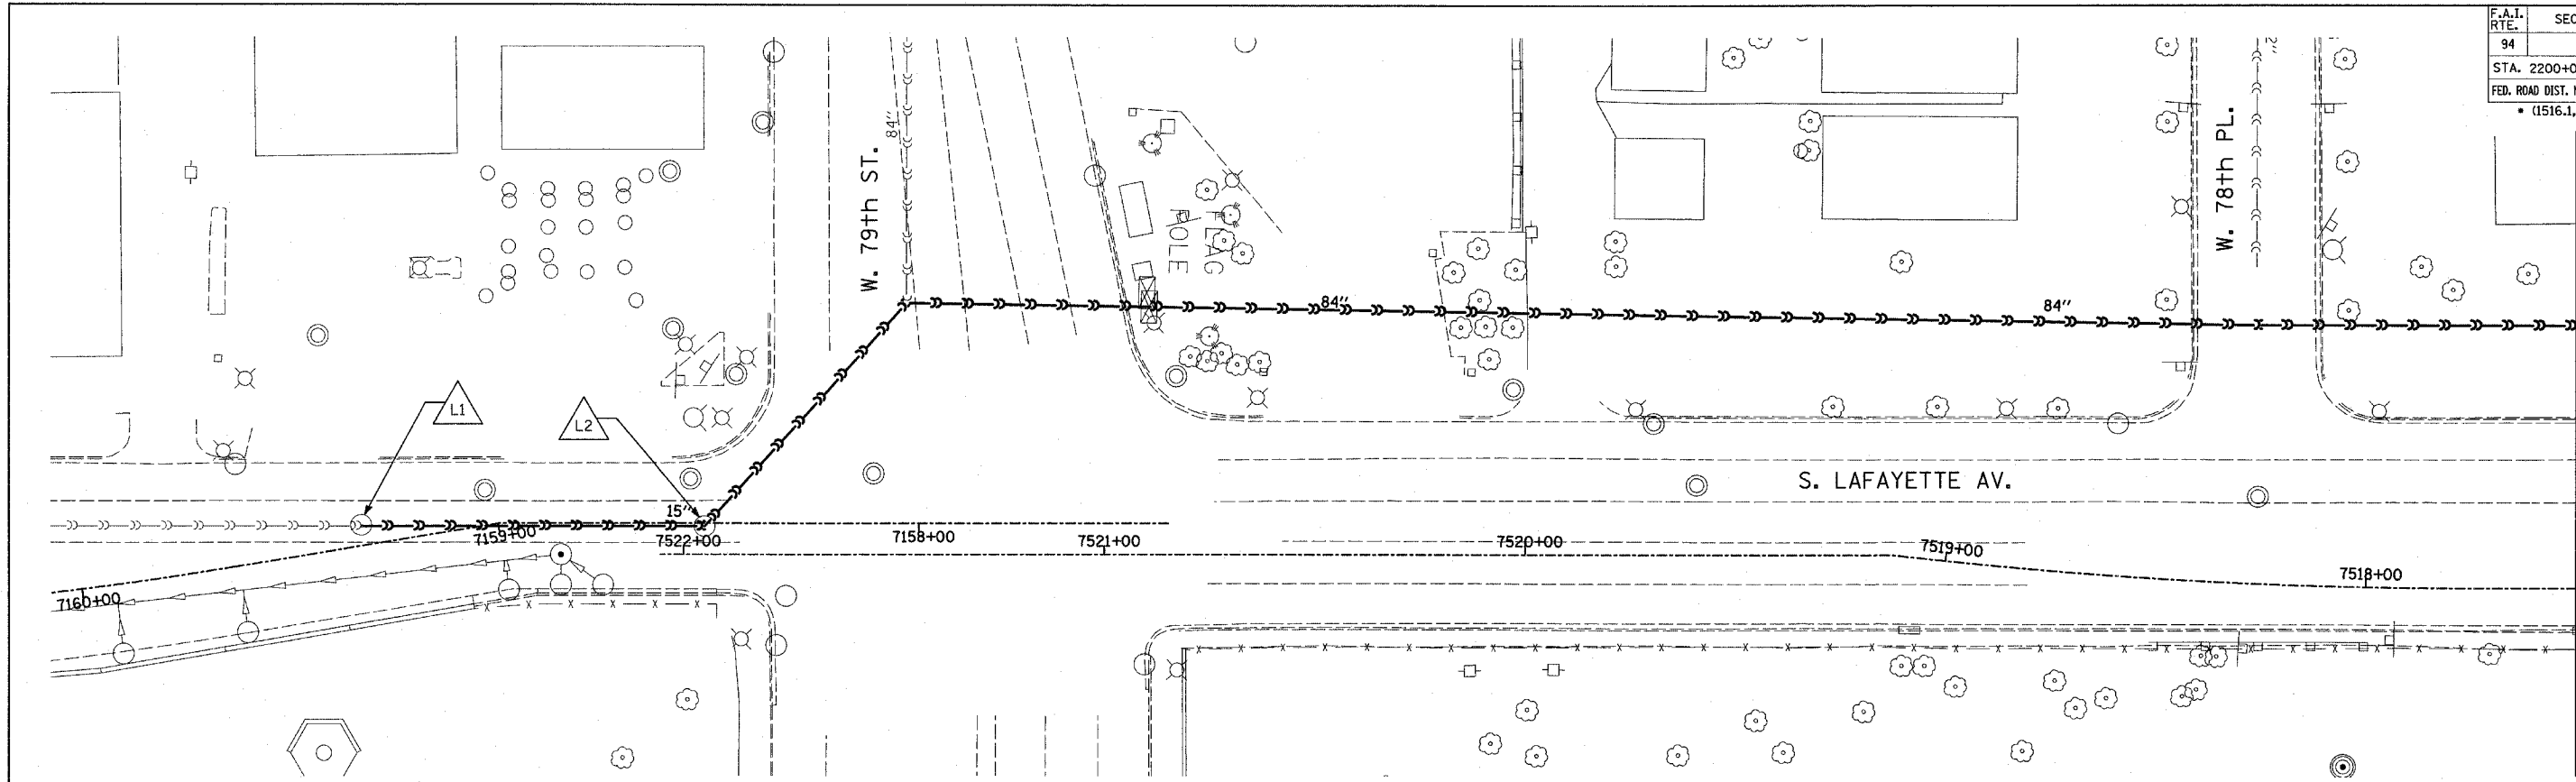 F.A.I. RTE.
SEC
94
STA. 2200+0
FED. ROAD DIST. N
* (1516.1,
W. 79th ST.
84"
FLAG
POLE
W. 78th PL.
2"
84"
84"
L1
L2
S. LAFAYETTE AV.
15"
7159+00
7522+00
7158+00
7521+00
7520+00
7519+00
7518+00
7160+00